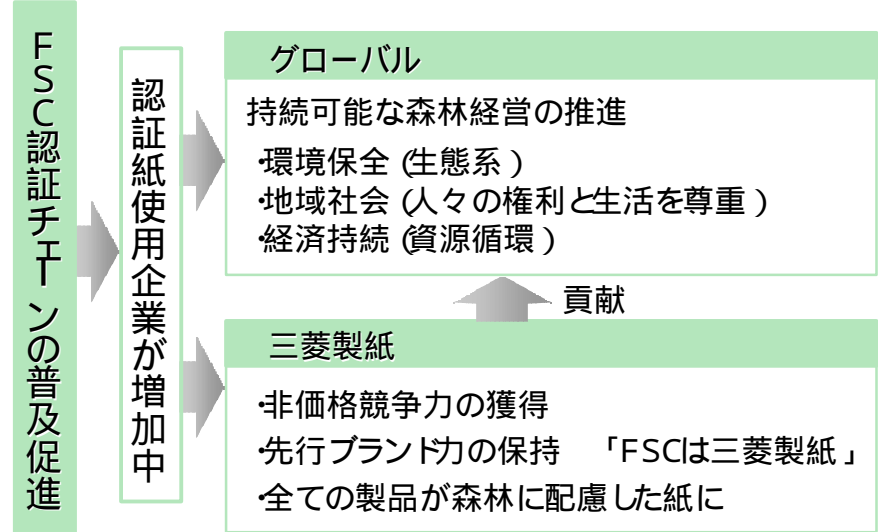 FSC認証チェーンの普及促進
認証紙使用企業が増加中
グローバル
持続可能な森林経営の推進
・環境保全(生態系)
・地域社会(人々の権利と生活を尊重)
・経済持続(資源循環)
貢献
三菱製紙
・非価格競争力の獲得
・先行ブランド力の保持 「FSCは三菱製紙」
・全ての製品が森林に配慮した紙に